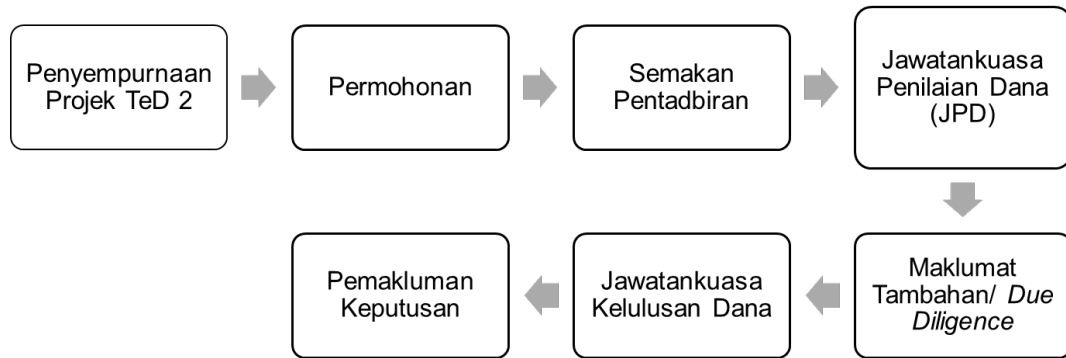 Penyempurnaan
Projek TeD 2
Permohonan
Semakan
Pentadbiran
Jawatankuasa
Penilaian Dana
(JPD)
Maklumat
Tambahan/ Due
Diligence
Jawatankuasa
Kelulusan Dana
Pemakluman
Keputusan